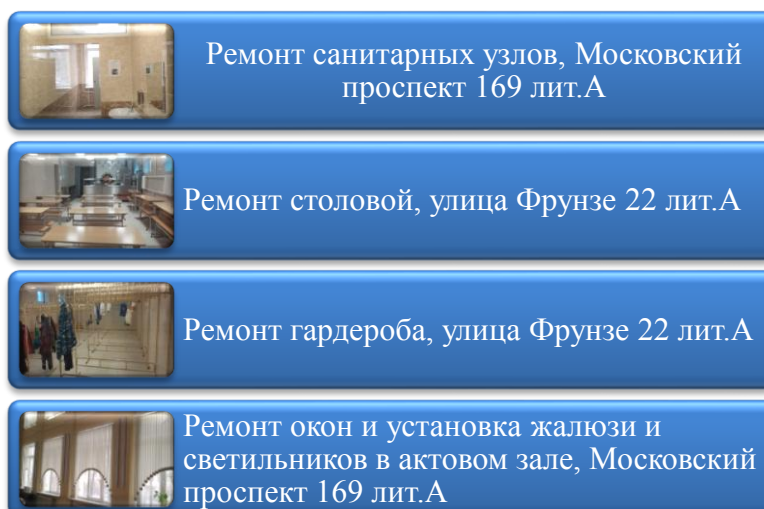 Ремонт санитарных узлов, Московский
проспект 169 лит.А
Ремонт столовой, улица Фрунзе 22 лит.А
Ремонт гардероба, улица Фрунзе 22 лит.А
Ремонт окон и установка жалюзи и
светильников в актовом зале, Московский
проспект 169 лит.А